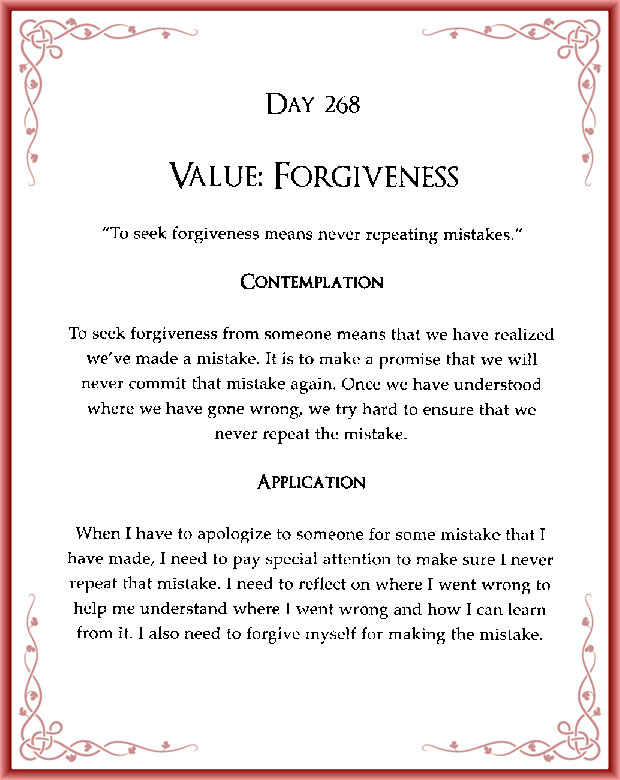 DAY 268
VALUE: FORGIVENESS
"To seek forgiveness means never repeating mistakes."
CONTEMPLATION
To seek forgiveness from someone means that we have realized
we've made a mistake. It is to make a promise that we will
never commit that mistake again. Once we have understood
where we have gone wrong, we try hard to ensure that we
never repeat the mistake.
APPLICATION
When I have to apologize to someone for some mistake that I
have made, I need to pay special attention to make sure I never
repeat that mistake. I need to reflect on where I went wrong to
help me understand where I went wrong and how I can learn
from it. I also need to forgive myself for making the mistake.